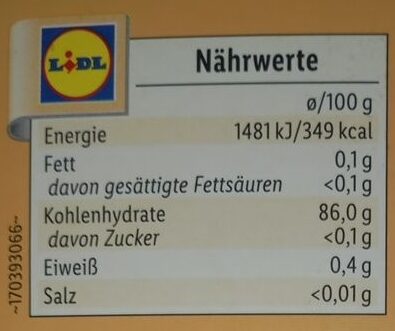 LIDL
Nährwerte
ø/100 g
Energie 1481 kJ/349 kcal
Fett 0,1 g
davon gesättigte Fettsäuren <0,1 g
Kohlenhydrate 86,0 g
davon Zucker <0,1 g
Eiweiß 0,4 g
Salz <0,01 g
~170393066~